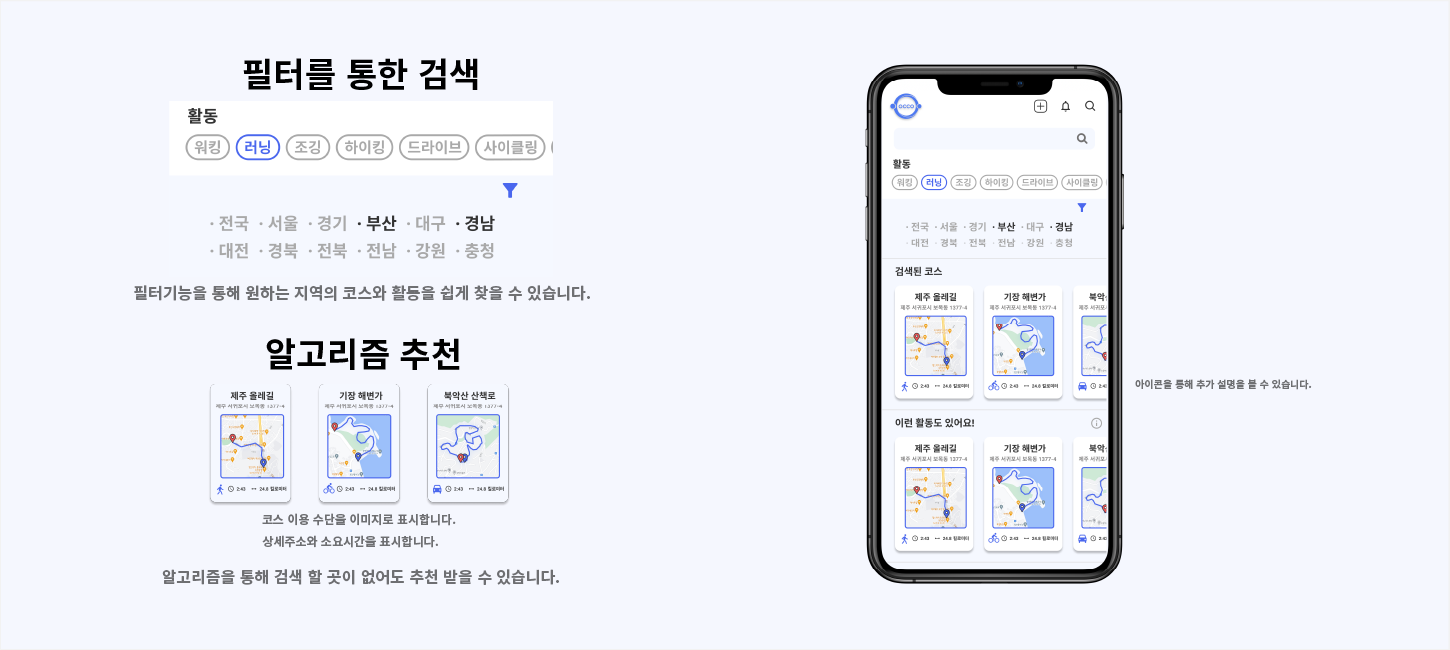 필터를 통한 검색
활동
워킹 러닝 조깅 하이킹 드라이브 사이클링
· 전국 · 서울 · 경기 · 부산 · 대구 · 경남
· 대전 · 경북 · 전북 · 전남 · 강원 · 충청
필터기능을 통해 원하는 지역의 코스와 활동을 쉽게 찾을 수 있습니다.
알고리즘 추천
제주 올레길 기장 해변가 북악산 산책로
제주 서귀포시 보목동 1377-4 제주 서귀포시 보목동 1377-4 제주 서귀포시 보목동 1377-4
2:43 24.8 킬로미터 2:43 24.8 킬로미터 2:43 24.8 킬로미터
코스 이용 수단을 이미지로 표시합니다.
상세주소와 소요시간을 표시합니다.
알고리즘을 통해 검색 할 곳이 없어도 추천 받을 수 있습니다.
활동
워킹 러닝 조깅 하이킹 드라이브 사이클링
· 전국 · 서울 · 경기 · 부산 · 대구 · 경남
· 대전 · 경북 · 전북 · 전남 · 강원 · 충청
검색된 코스
제주 올레길 기장 해변가 북악
제주 서귀포시 보목동 1377-4 제주 서귀포시 보목동 1377-4 제주 서귀포
2:43 24.8 킬로미터 2:43 24.8 킬로미터 2:43
이런 활동도 있어요!
제주 올레길 기장 해변가 북악
제주 서귀포시 보목동 1377-4 제주 서귀포시 보목동 1377-4 제주 서귀포
2:43 24.8 킬로미터 2:43 24.8 킬로미터 2:43
아이콘을 통해 추가 설명을 볼 수 있습니다.